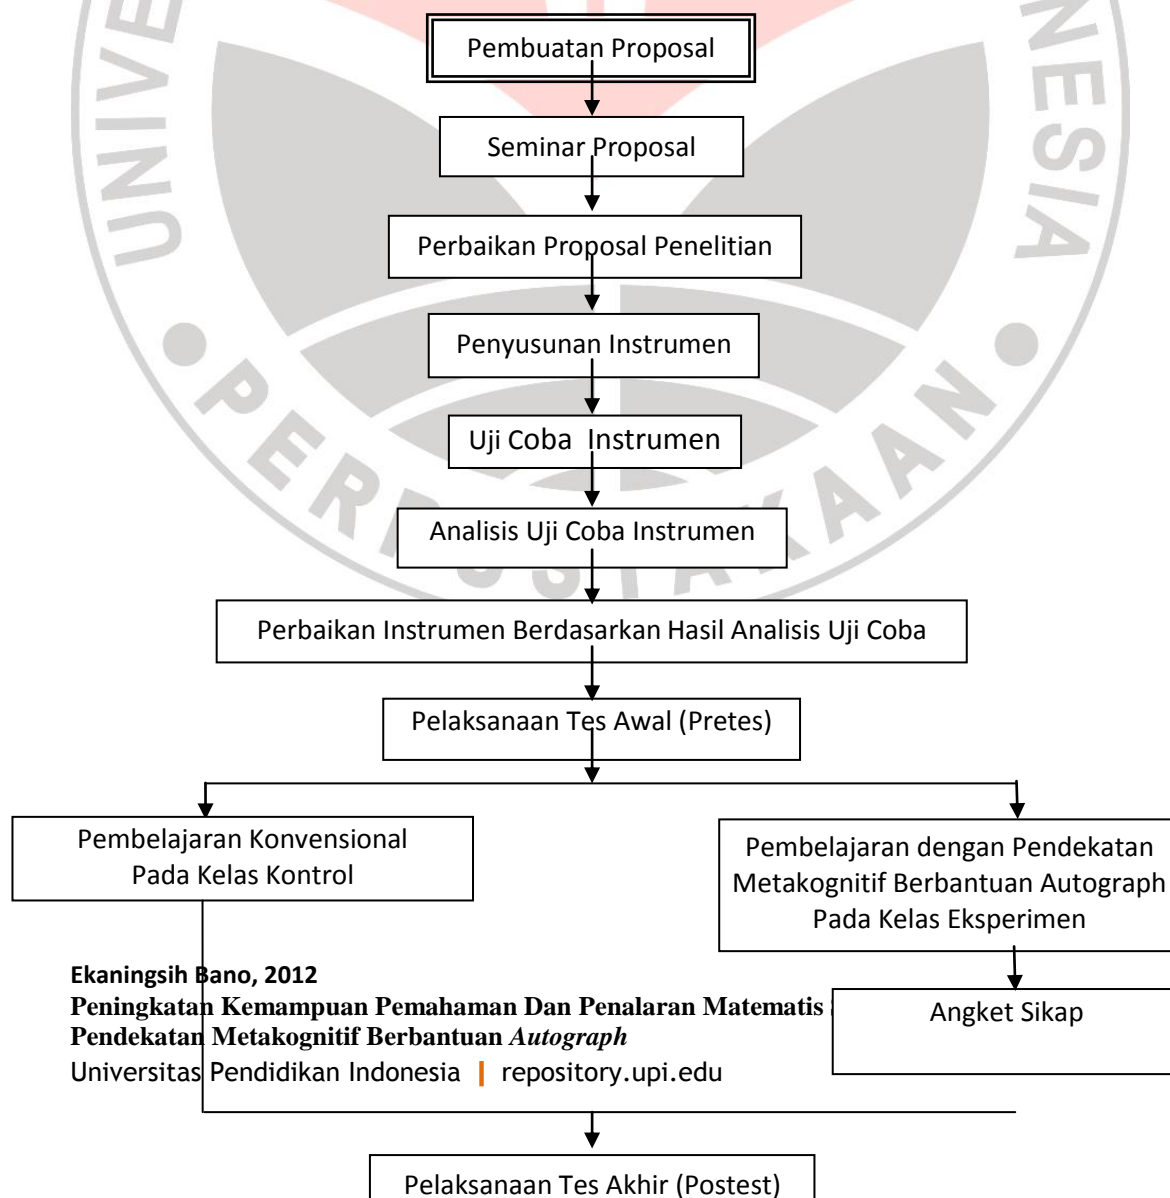 Pembuatan Proposal
Seminar Proposal
Perbaikan Proposal Penelitian
Penyusunan Instrumen
Uji Coba Instrumen
Analisis Uji Coba Instrumen
Perbaikan Instrumen Berdasarkan Hasil Analisis Uji Coba
Pelaksanaan Tes Awal (Pretes)
Pembelajaran Konvensional
Pada Kelas Kontrol
Pembelajaran dengan Pendekatan
Metakognitif Berbantuan Autograph
Pada Kelas Eksperimen
Angket Sikap
Ekaningsih Bano, 2012
Peningkatan Kemampuan Pemahaman Dan Penalaran Matematis
Pendekatan Metakognitif Berbantuan Autograph
Universitas Pendidikan Indonesia | repository.upi.edu
Pelaksanaan Tes Akhir (Postest)
PERPUSTAKAAN